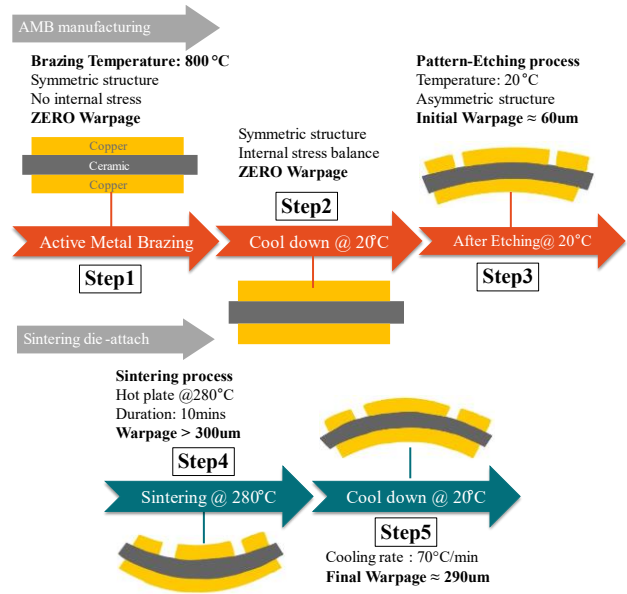 AMB manufacturing
Brazing Temperature: 800°C
Symmetric structure
No internal stress
ZERO Warpage
Copper
Ceramic
Copper
Active Metal Brazing
Step1
Symmetric structure
Internal stress balance
ZERO Warpage
Step2
Cool down @ 20°C
Pattern-Etching process
Temperature: 20°C
Asymmetric structure
Initial Warpage ≈ 60um
After Etching@ 20°C
Step3
Sintering die-attach
Sintering process
Hot plate @280°C
Duration: 10mins
Warpage > 300um
Step4
Sintering @ 280°C
Cool down @ 20°C
Step5
Cooling rate : 70°C/min
Final Warpage ≈ 290um